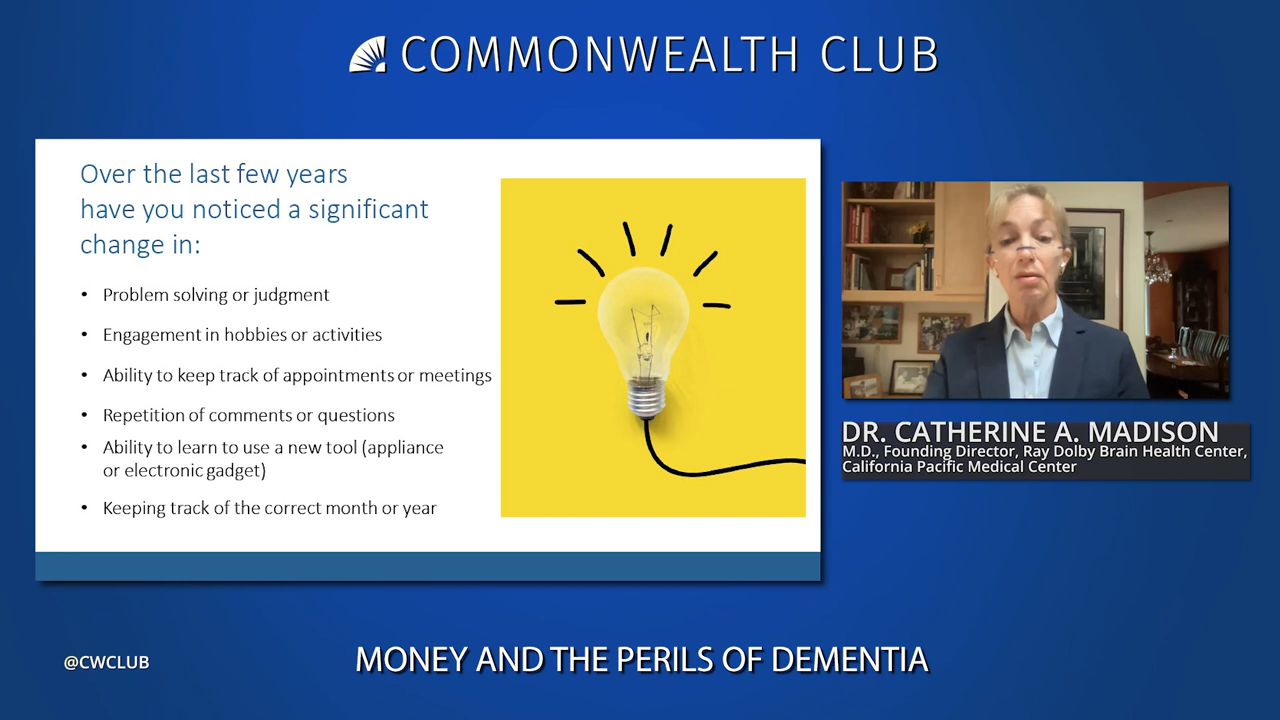 COMMONWEALTH CLUB
Over the last few years
have you noticed a significant
change in:
• Problem solving or judgment
• Engagement in hobbies or activities
• Ability to keep track of appointments or meetings
• Repetition of comments or questions
• Ability to learn to use a new tool (appliance
or electronic gadget)
• Keeping track of the correct month or year
DR. CATHERINE A. MADISON
M.D., Founding Director, Ray Dolby Brain Health Center,
California Pacific Medical Center
@CWCLUB
MONEY AND THE PERILS OF DEMENTIA